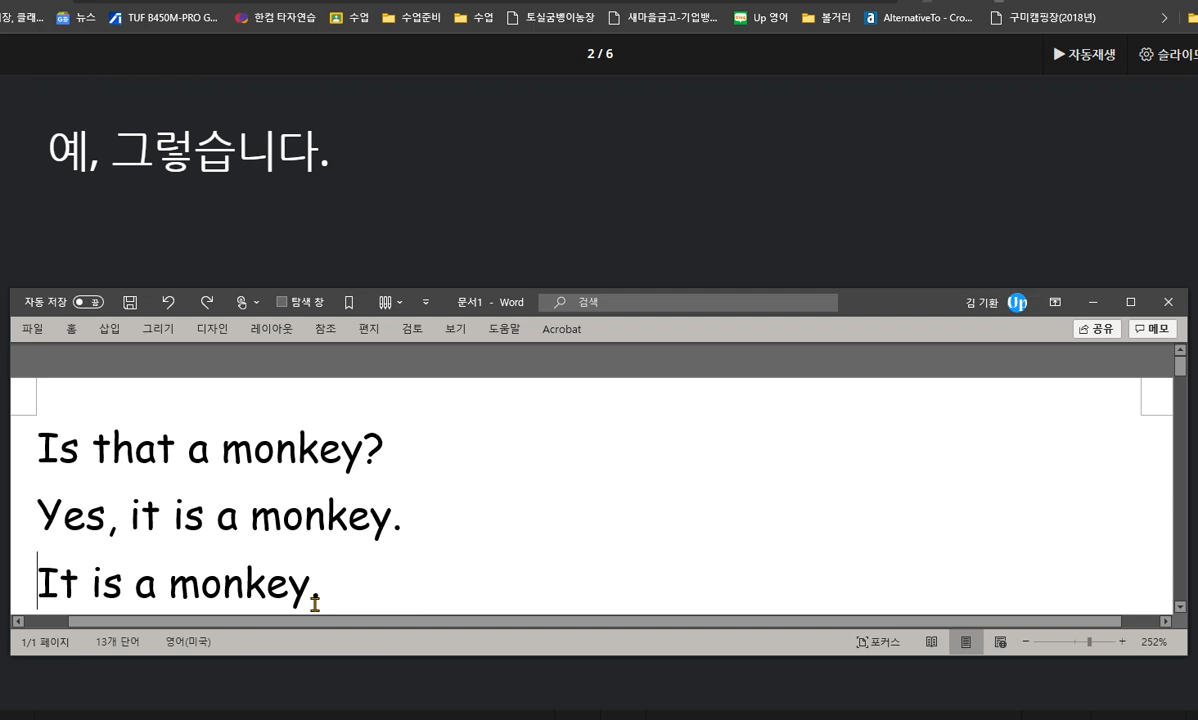 장, 클래... 뉴스 TUF B450M-PRO G... 한컴 타자연습 수업 수업준비 수업 토실굼벵이농장 새마을금고-기업뱅... Up 영어 볼거리 AlternativeTo - Cro... 구미캠핑장(2018년)
2 / 6 자동재생 슬라이드
예, 그렇습니다.
자동 저장 끔 탐색 창 문서1 - Word 검색 김 기환 Up
파일 홈 삽입 그리기 디자인 레이아웃 참조 편지 검토 보기 도움말 Acrobat 공유 메모
Is that a monkey?
Yes, it is a monkey.
It is a monkey.
1/1 페이지 13개 단어 영어(미국) 포커스 252%